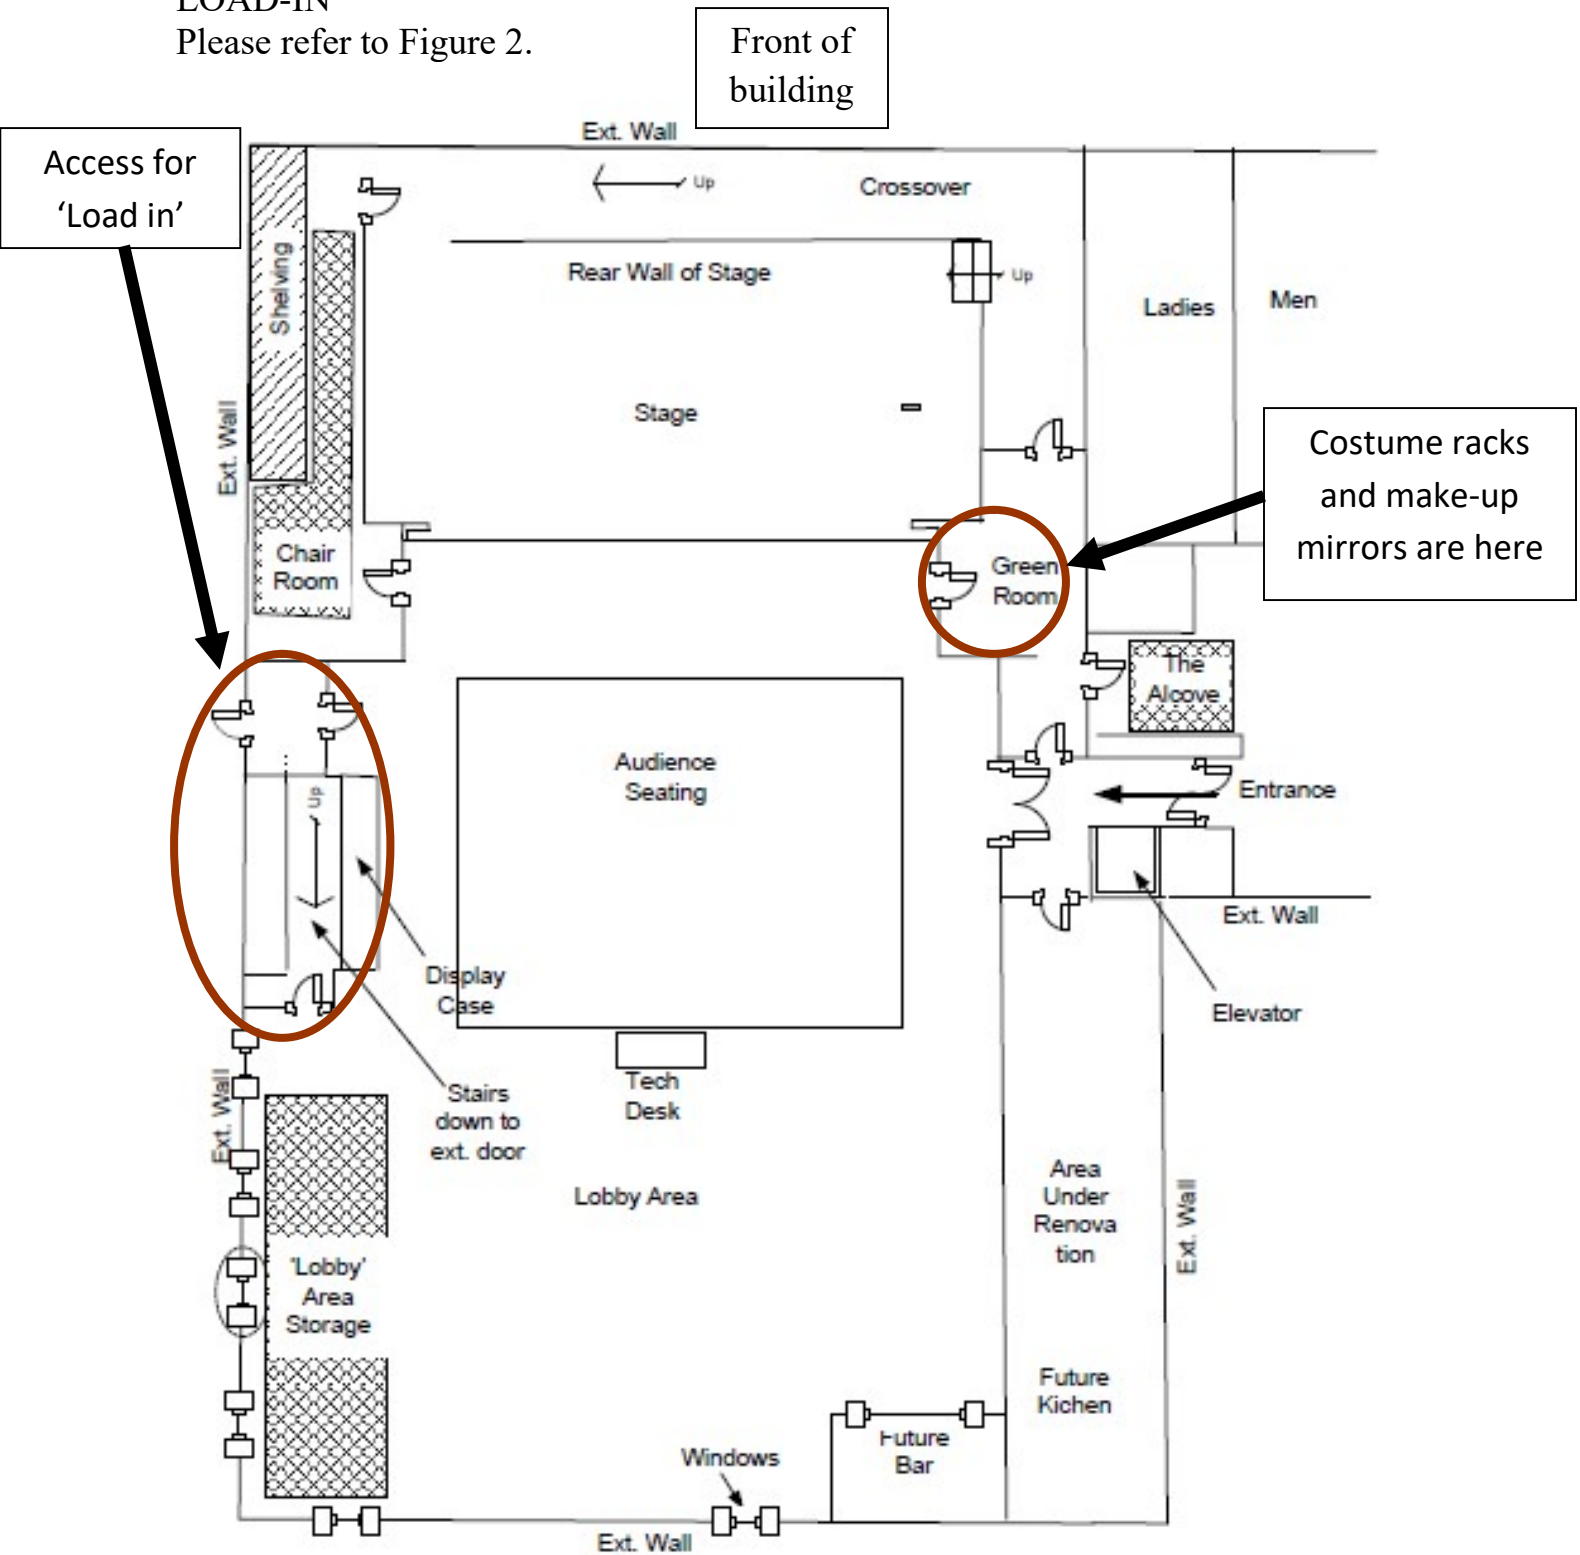 LOAD-IN
Please refer to Figure 2.
Front of
building
Access for
‘Load in’
Ext. Wall
Up
Crossover
Shelving
Rear Wall of Stage
Up
Ladies
Men
Stage
Ext. Wall
Costume racks
and make-up
mirrors are here
Chair
Room
Green
Room
The
Alcove
Audience
Seating
Up
Entrance
Ext. Wall
Display
Case
Elevator
Stairs
down to
ext. door
Tech
Desk
Ext. Wall
Lobby Area
Area
Under
Renova
tion
Ext. Wall
'Lobby'
Area
Storage
Future
Kichen
Windows
Future
Bar
Ext. Wall